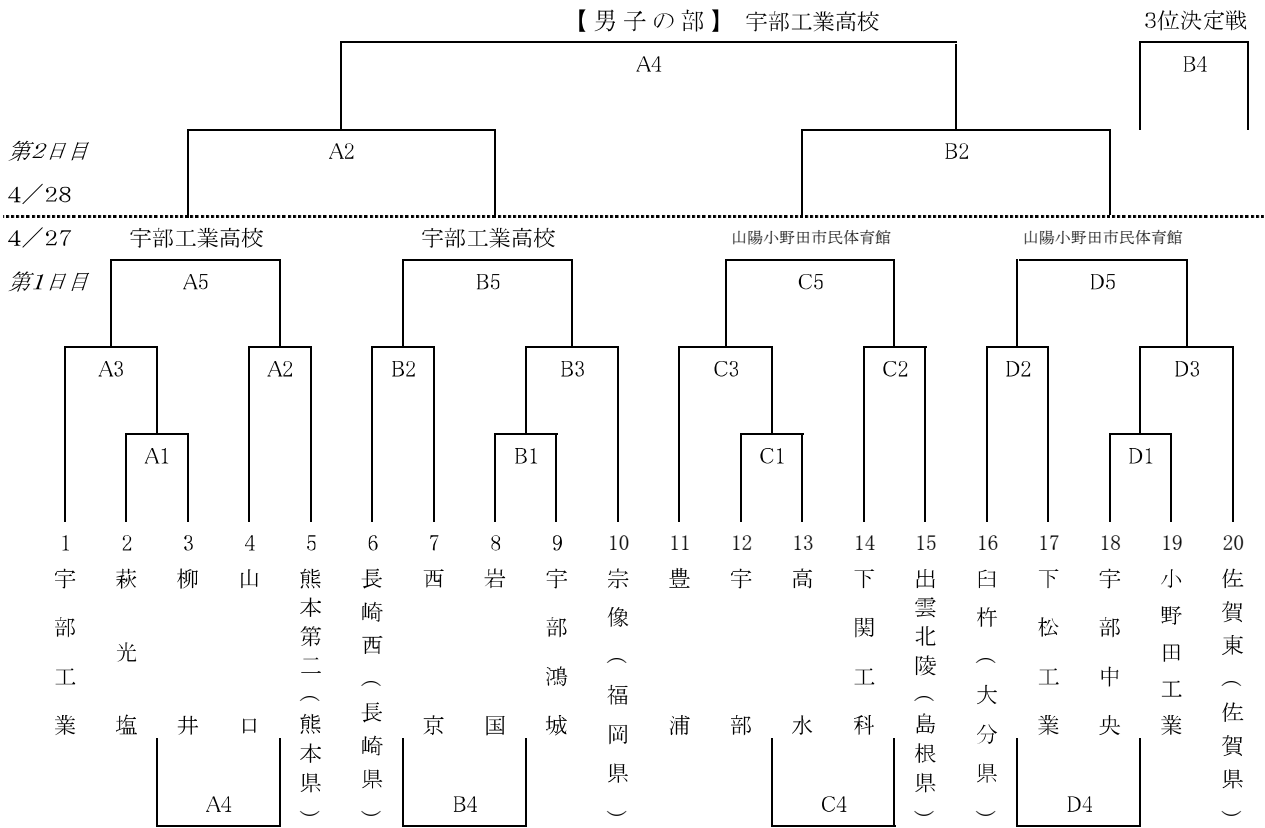 【男子の部】 宇部工業高校 3位決定戦
A4 B4
第2日目 A2 B2
4／28
4／27 宇部工業高校 宇部工業高校 山陽小野田市民体育館 山陽小野田市民体育館
第1日目 A5 B5 C5 D5
A3 A2 B2 B3 C3 C2 D2 D3
A1 B1 C1 D1
1 2 3 4 5 6 7 8 9 10 11 12 13 14 15 16 17 18 19 20
宇部工業
萩光塩
柳井
山口
熊本第二（熊本県）
長崎西（長崎県）
西京
岩国
宇部鴻城
宗像（福岡県）
豊浦
宇部
高水
下関工科
出雲北陵（島根県）
臼杵（大分県）
下松工業
宇部中央
小野田工業
佐賀東（佐賀県）
A4 B4 C4 D4